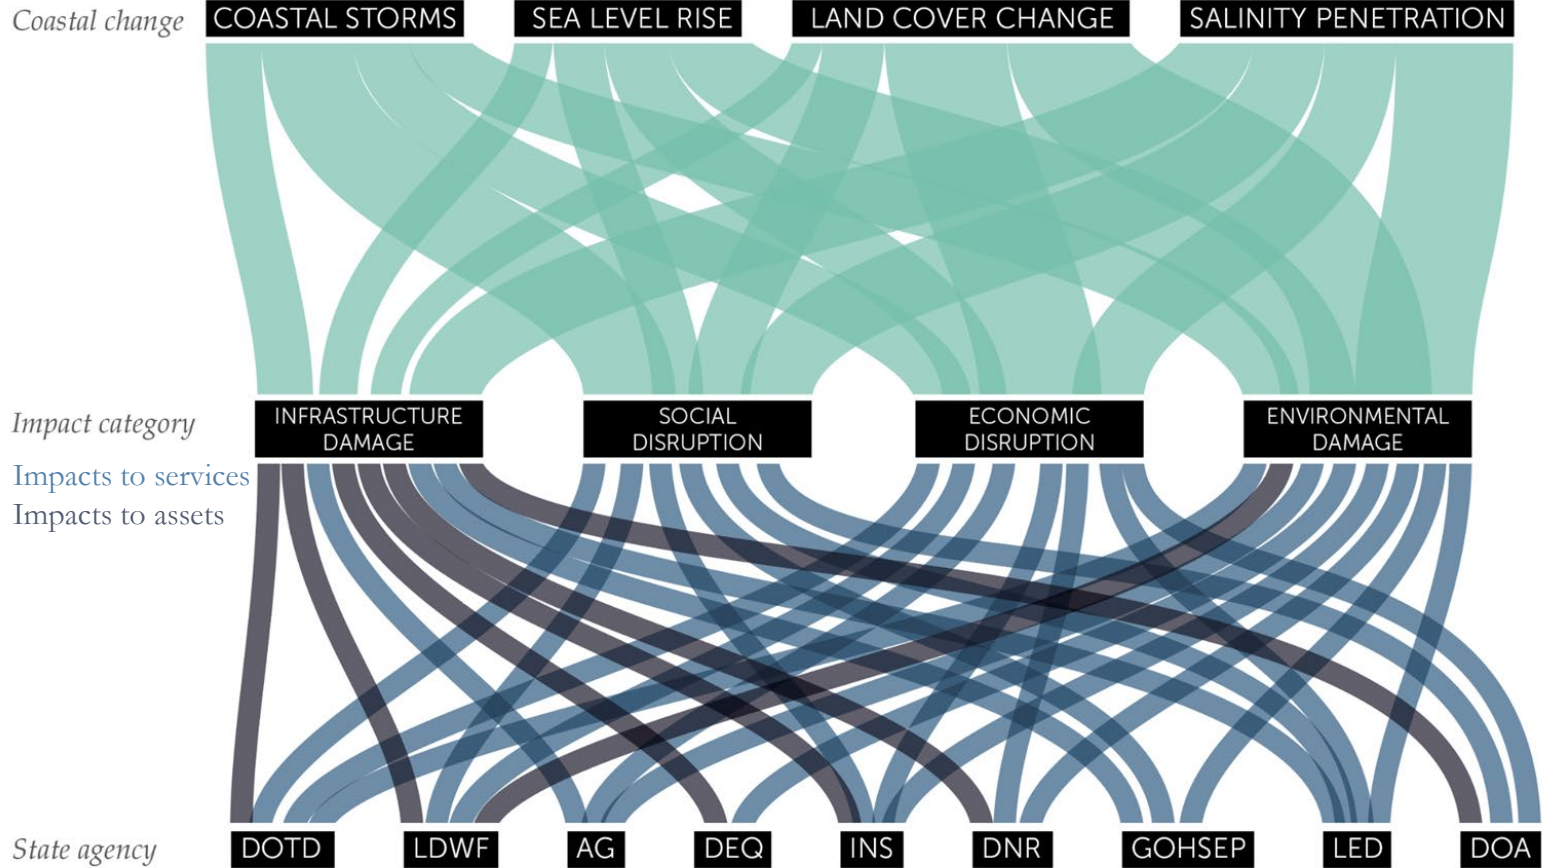 Coastal change
COASTAL STORMS
SEA LEVEL RISE
LAND COVER CHANGE
SALINITY PENETRATION
Impact category
INFRASTRUCTURE
DAMAGE
SOCIAL
DISRUPTION
ECONOMIC
DISRUPTION
ENVIRONMENTAL
DAMAGE
Impacts to services
Impacts to assets
State agency
DOTD
LDWF
AG
DEQ
INS
DNR
GOHSEP
LED
DOA